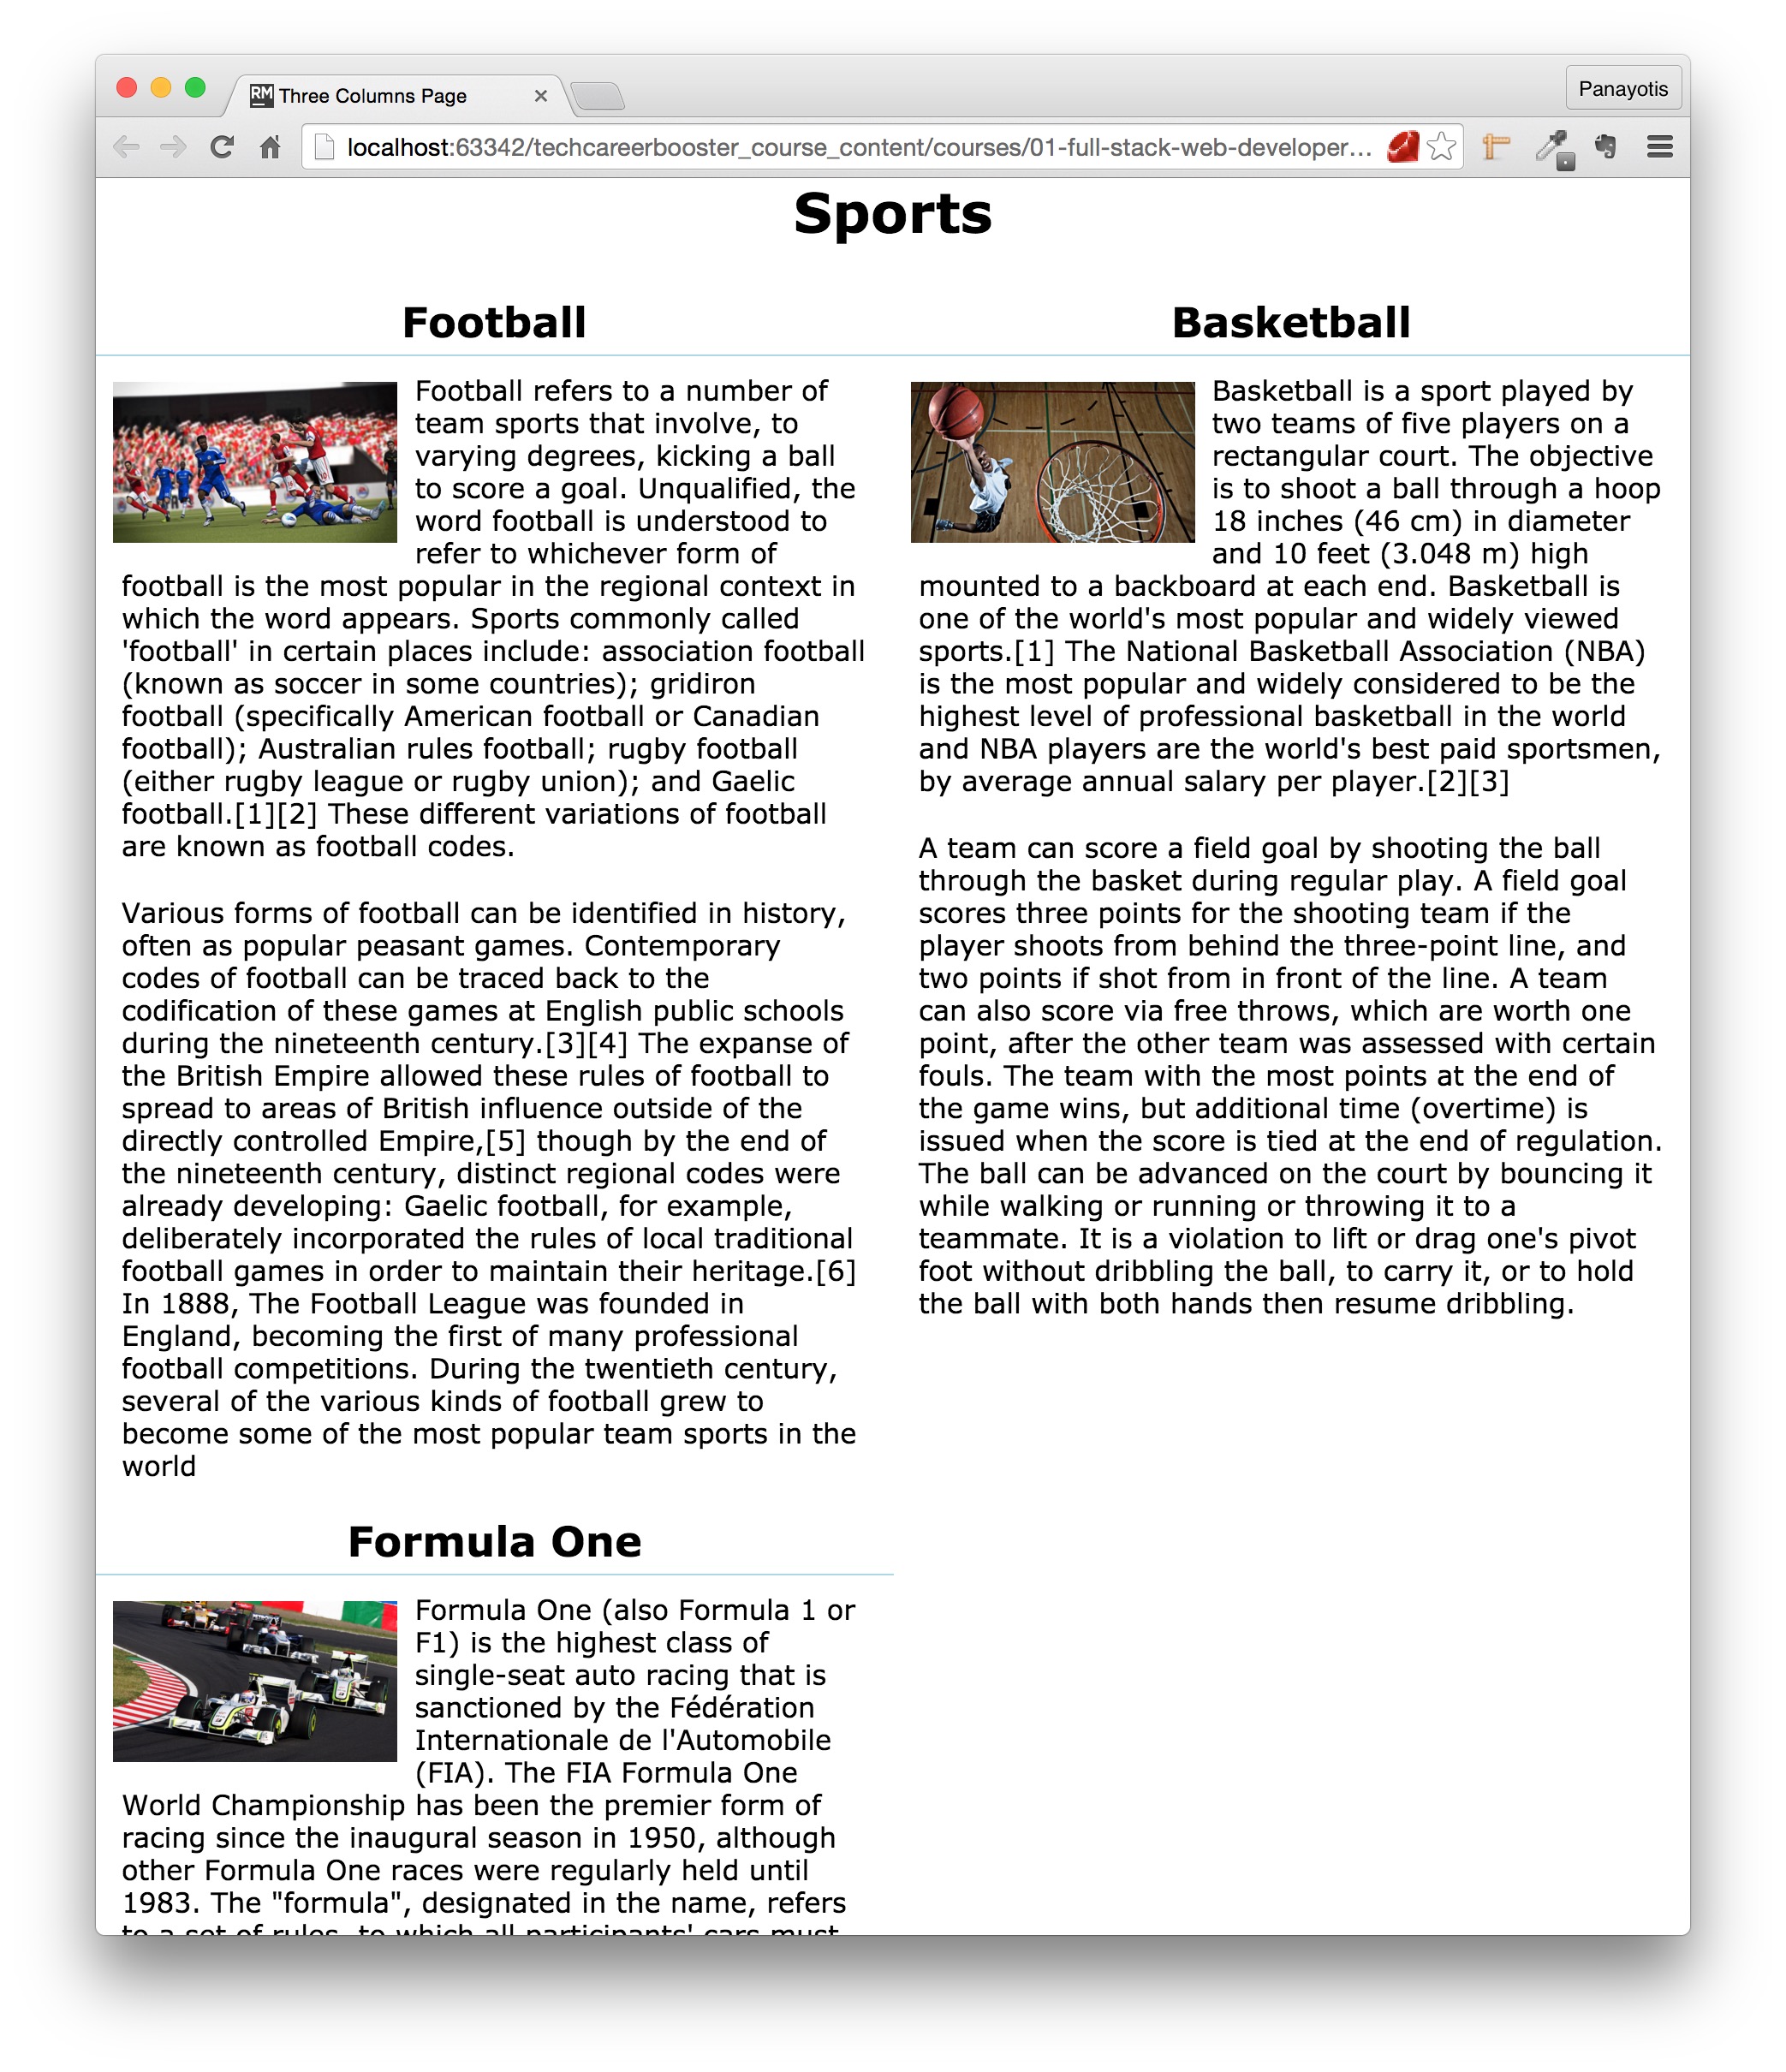 RM Three Columns Page
Panayotis
localhost:63342/techcareerbooster_course_content/courses/01-full-stack-web-developer...
Sports
Football
Football refers to a number of
team sports that involve, to
varying degrees, kicking a ball
to score a goal. Unqualified, the
word football is understood to
refer to whichever form of
football is the most popular in the regional context in
which the word appears. Sports commonly called
'football' in certain places include: association football
(known as soccer in some countries); gridiron
football (specifically American football or Canadian
football); Australian rules football; rugby football
(either rugby league or rugby union); and Gaelic
football.[1][2] These different variations of football
are known as football codes.
Various forms of football can be identified in history,
often as popular peasant games. Contemporary
codes of football can be traced back to the
codification of these games at English public schools
during the nineteenth century.[3][4] The expanse of
the British Empire allowed these rules of football to
spread to areas of British influence outside of the
directly controlled Empire,[5] though by the end of
the nineteenth century, distinct regional codes were
already developing: Gaelic football, for example,
deliberately incorporated the rules of local traditional
football games in order to maintain their heritage.[6]
In 1888, The Football League was founded in
England, becoming the first of many professional
football competitions. During the twentieth century,
several of the various kinds of football grew to
become some of the most popular team sports in the
world
Basketball
Basketball is a sport played by
two teams of five players on a
rectangular court. The objective
is to shoot a ball through a hoop
18 inches (46 cm) in diameter
and 10 feet (3.048 m) high
mounted to a backboard at each end. Basketball is
one of the world's most popular and widely viewed
sports.[1] The National Basketball Association (NBA)
is the most popular and widely considered to be the
highest level of professional basketball in the world
and NBA players are the world's best paid sportsmen,
by average annual salary per player.[2][3]
A team can score a field goal by shooting the ball
through the basket during regular play. A field goal
scores three points for the shooting team if the
player shoots from behind the three-point line, and
two points if shot from in front of the line. A team
can also score via free throws, which are worth one
point, after the other team was assessed with certain
fouls. The team with the most points at the end of
the game wins, but additional time (overtime) is
issued when the score is tied at the end of regulation.
The ball can be advanced on the court by bouncing it
while walking or running or throwing it to a
teammate. It is a violation to lift or drag one's pivot
foot without dribbling the ball, to carry it, or to hold
the ball with both hands then resume dribbling.
Formula One
Formula One (also Formula 1 or
F1) is the highest class of
single-seat auto racing that is
sanctioned by the Fédération
Internationale de l'Automobile
(FIA). The FIA Formula One
World Championship has been the premier form of
racing since the inaugural season in 1950, although
other Formula One races were regularly held until
1983. The "formula", designated in the name, refers
to a set of rules, to which all participants' cars must